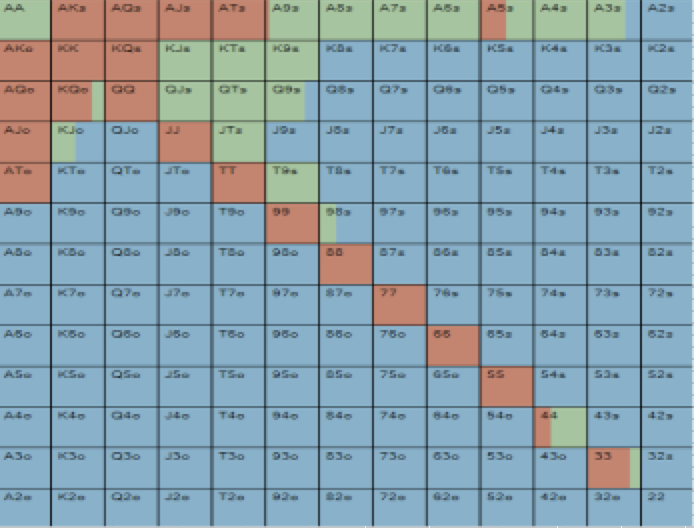 AA AKs AQs AJs ATs A9s A8s A7s A6s A5s A4s A3s A2s
AKo KK KQs KJs KTs K9s K8s K7s K6s K5s K4s K3s K2s
AQo KQo QQ QJs QTs Q9s Q8s Q7s Q6s Q5s Q4s Q3s Q2s
AJo KJo QJo JJ JTs J9s J8s J7s J6s J5s J4s J3s J2s
ATo KTo QTo JTo TT T9s T8s T7s T6s T5s T4s T3s T2s
A9o K9o Q9o J9o T9o 99 98s 97s 96s 95s 94s 93s 92s
A8o K8o Q8o J8o T8o 98o 88 87s 86s 85s 84s 83s 82s
A7o K7o Q7o J7o T7o 97o 87o 77 76s 75s 74s 73s 72s
A6o K6o Q6o J6o T6o 96o 86o 76o 66 65s 64s 63s 62s
A5o K5o Q5o J5o T5o 95o 85o 75o 65o 55 54s 53s 52s
A4o K4o Q4o J4o T4o 94o 84o 74o 64o 54o 44 43s 42s
A3o K3o Q3o J3o T3o 93o 83o 73o 63o 53o 43o 33 32s
A2o K2o Q2o J2o T2o 92o 82o 72o 62o 52o 42o 32o 22